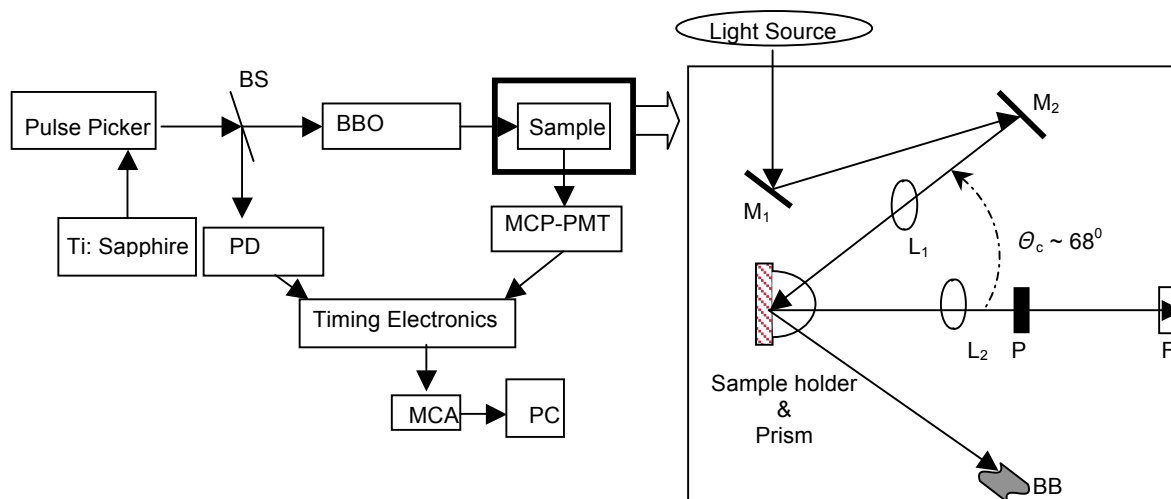 Light Source
BS
M₂
Pulse Picker
BBO
Sample
M₁
L₁
Θc ~ 68⁰
Ti: Sapphire
PD
MCP-PMT
Timing Electronics
L₂
P
Sample holder
&
Prism
MCA
PC
BB